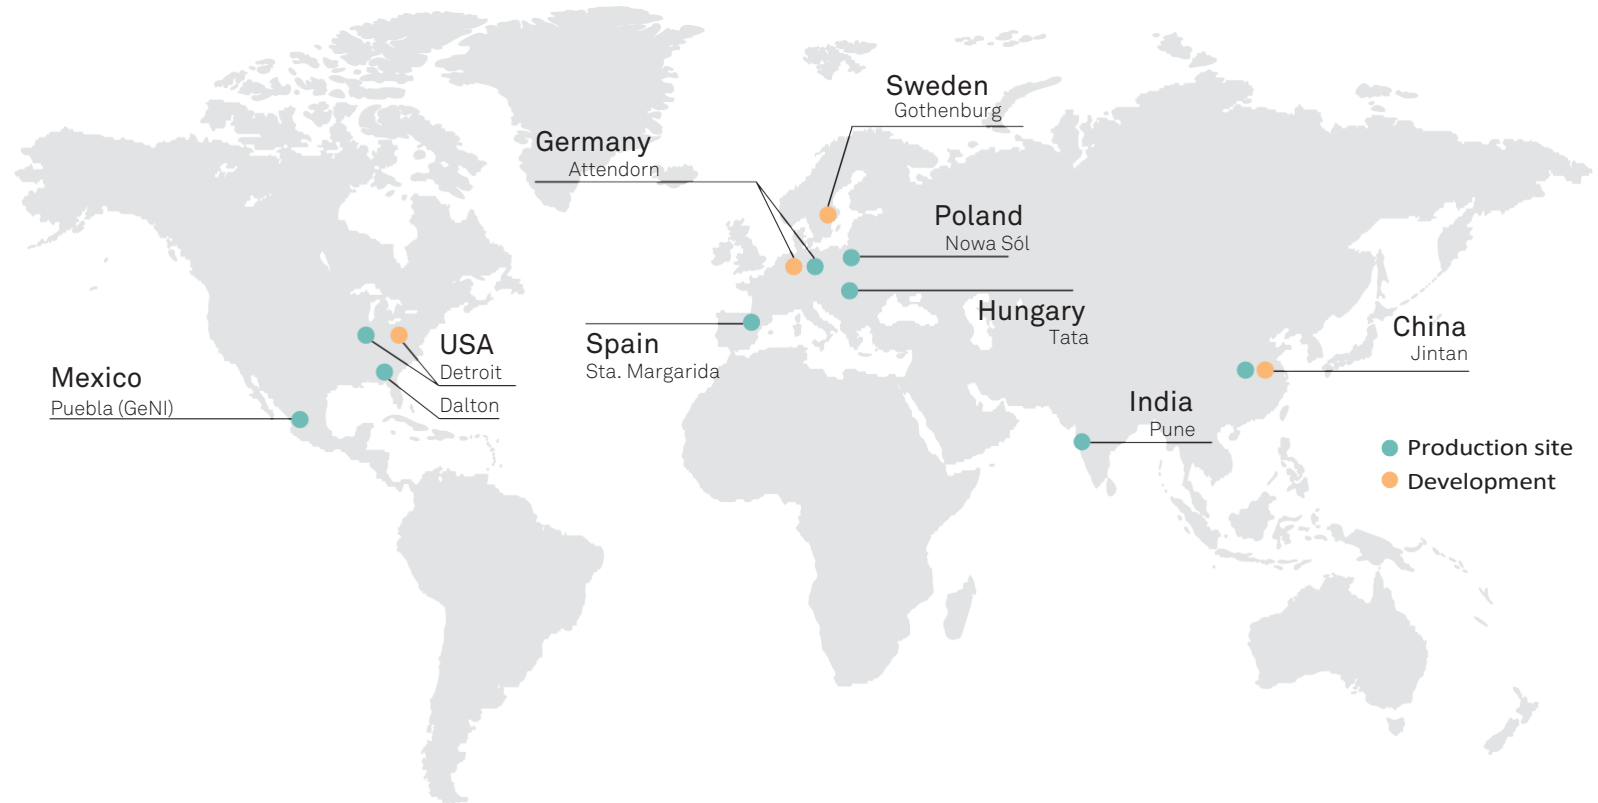 Sweden
Gothenburg
Germany
Attendorn
Poland
Nowa Sól
Hungary
Tata
Spain
Sta. Margarida
USA
Detroit
Dalton
Mexico
Puebla (GeNI)
China
Jintan
India
Pune
Production site
Development